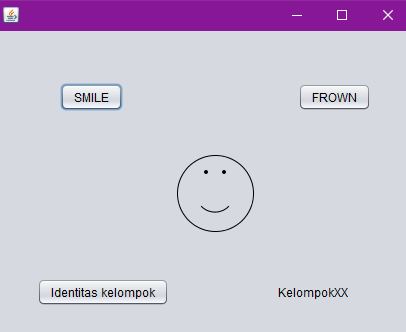 SMILE
FROWN
Identitas kelompok
KelompokXX